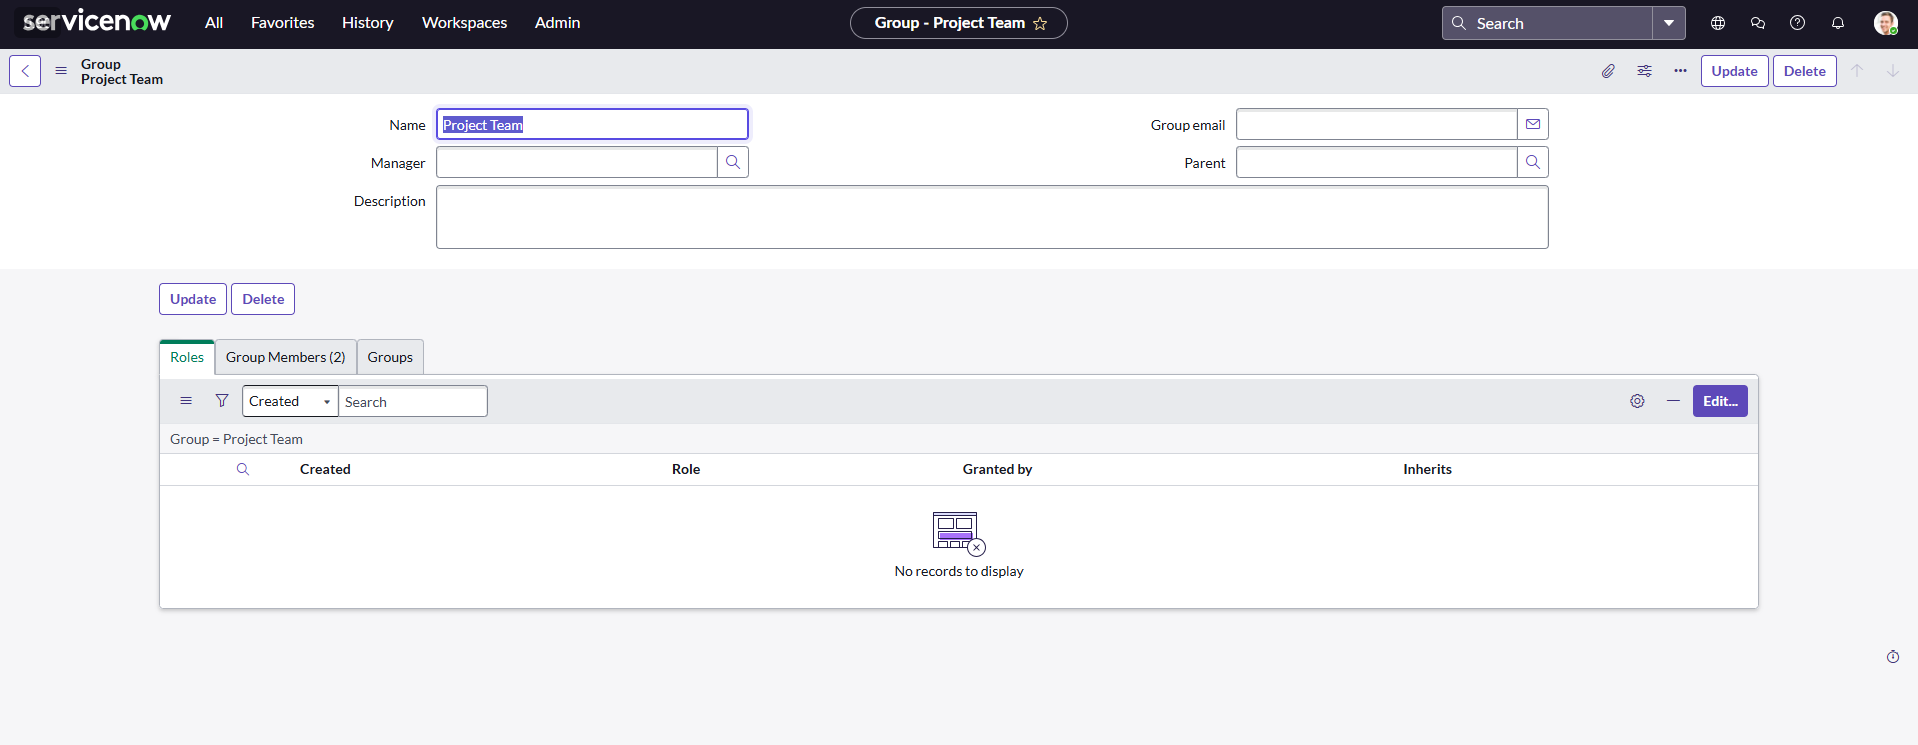 servicenow All Favorites History Workspaces Admin Group - Project Team Search
Group
Project Team
Update Delete
Name Project Team Group email
Manager Parent
Description
Update Delete
Roles Group Members (2) Groups
Created Search Edit...
Group = Project Team
Created Role Granted by Inherits
No records to display